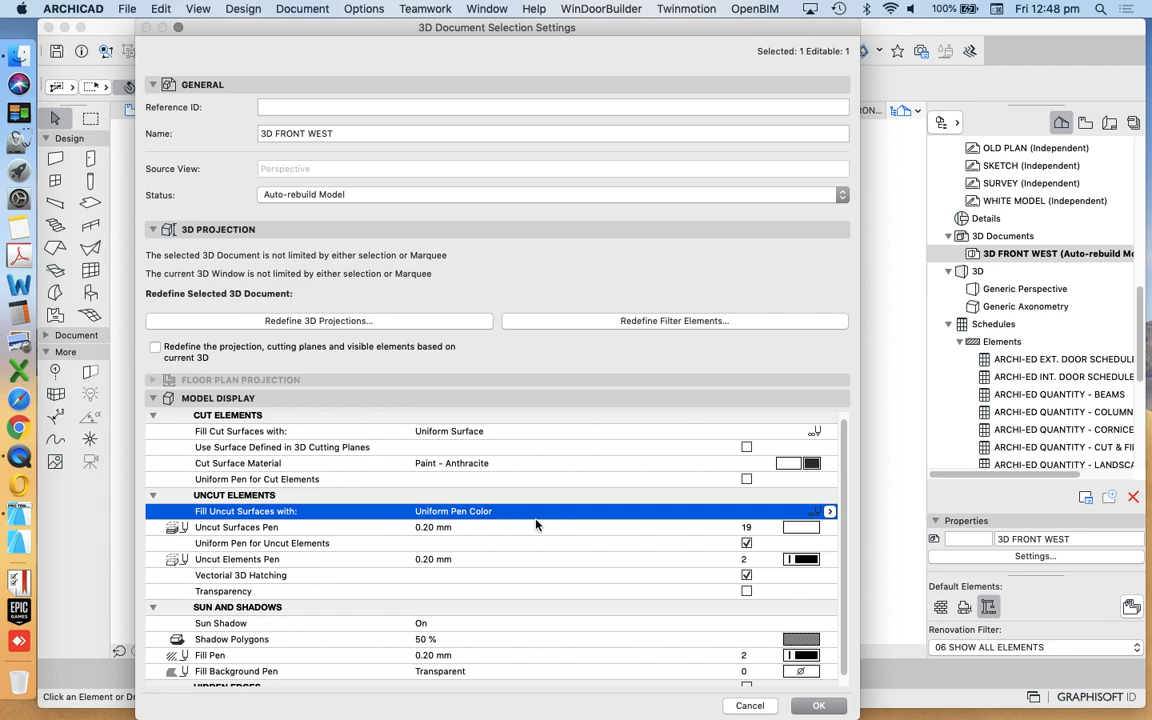 ARCHICAD File Edit View Design Document Options Teamwork Window Help WinDoorBuilder Twinmotion OpenBIM 100% Fri 12:48 pm
3D Document Selection Settings
Selected: 1 Editable: 1
GENERAL
Reference ID:
Name: 3D FRONT WEST
Source View: Perspective
Status: Auto-rebuild Model
3D PROJECTION
The selected 3D Document is not limited by either selection or Marquee
The current 3D Window is not limited by either selection or Marquee
Redefine Selected 3D Document:
Redefine 3D Projections... Redefine Filter Elements...
Redefine the projection, cutting planes and visible elements based on
current 3D
FLOOR PLAN PROJECTION
MODEL DISPLAY
CUT ELEMENTS
Fill Cut Surfaces with: Uniform Surface
Use Surface Defined in 3D Cutting Planes
Cut Surface Material Paint - Anthracite
Uniform Pen for Cut Elements
UNCUT ELEMENTS
Fill Uncut Surfaces with: Uniform Pen Color
Uncut Surfaces Pen 0.20 mm 19
Uniform Pen for Uncut Elements
Uncut Elements Pen 0.20 mm 2
Vectorial 3D Hatching
Transparency
SUN AND SHADOWS
Sun Shadow On
Shadow Polygons 50 %
Fill Pen 0.20 mm 2
Fill Background Pen Transparent 0
HIDDEN EDGES
Cancel OK
Design
Document
More
Click an Element or Dr
RON...
OLD PLAN (Independent)
SKETCH (Independent)
SURVEY (Independent)
WHITE MODEL (Independent)
Details
3D Documents
3D FRONT WEST (Auto-rebuild Mo
3D
Generic Perspective
Generic Axonometry
Schedules
Elements
ARCHI-ED EXT. DOOR SCHEDULE
ARCHI-ED INT. DOOR SCHEDULE
ARCHI-ED QUANTITY - BEAMS
ARCHI-ED QUANTITY - COLUMN
ARCHI-ED QUANTITY - CORNICE
ARCHI-ED QUANTITY - CUT & FI
ARCHI-ED QUANTITY - LANDSCA
Properties
3D FRONT WEST
Settings...
Default Elements:
Renovation Filter:
06 SHOW ALL ELEMENTS
GRAPHISOFT ID